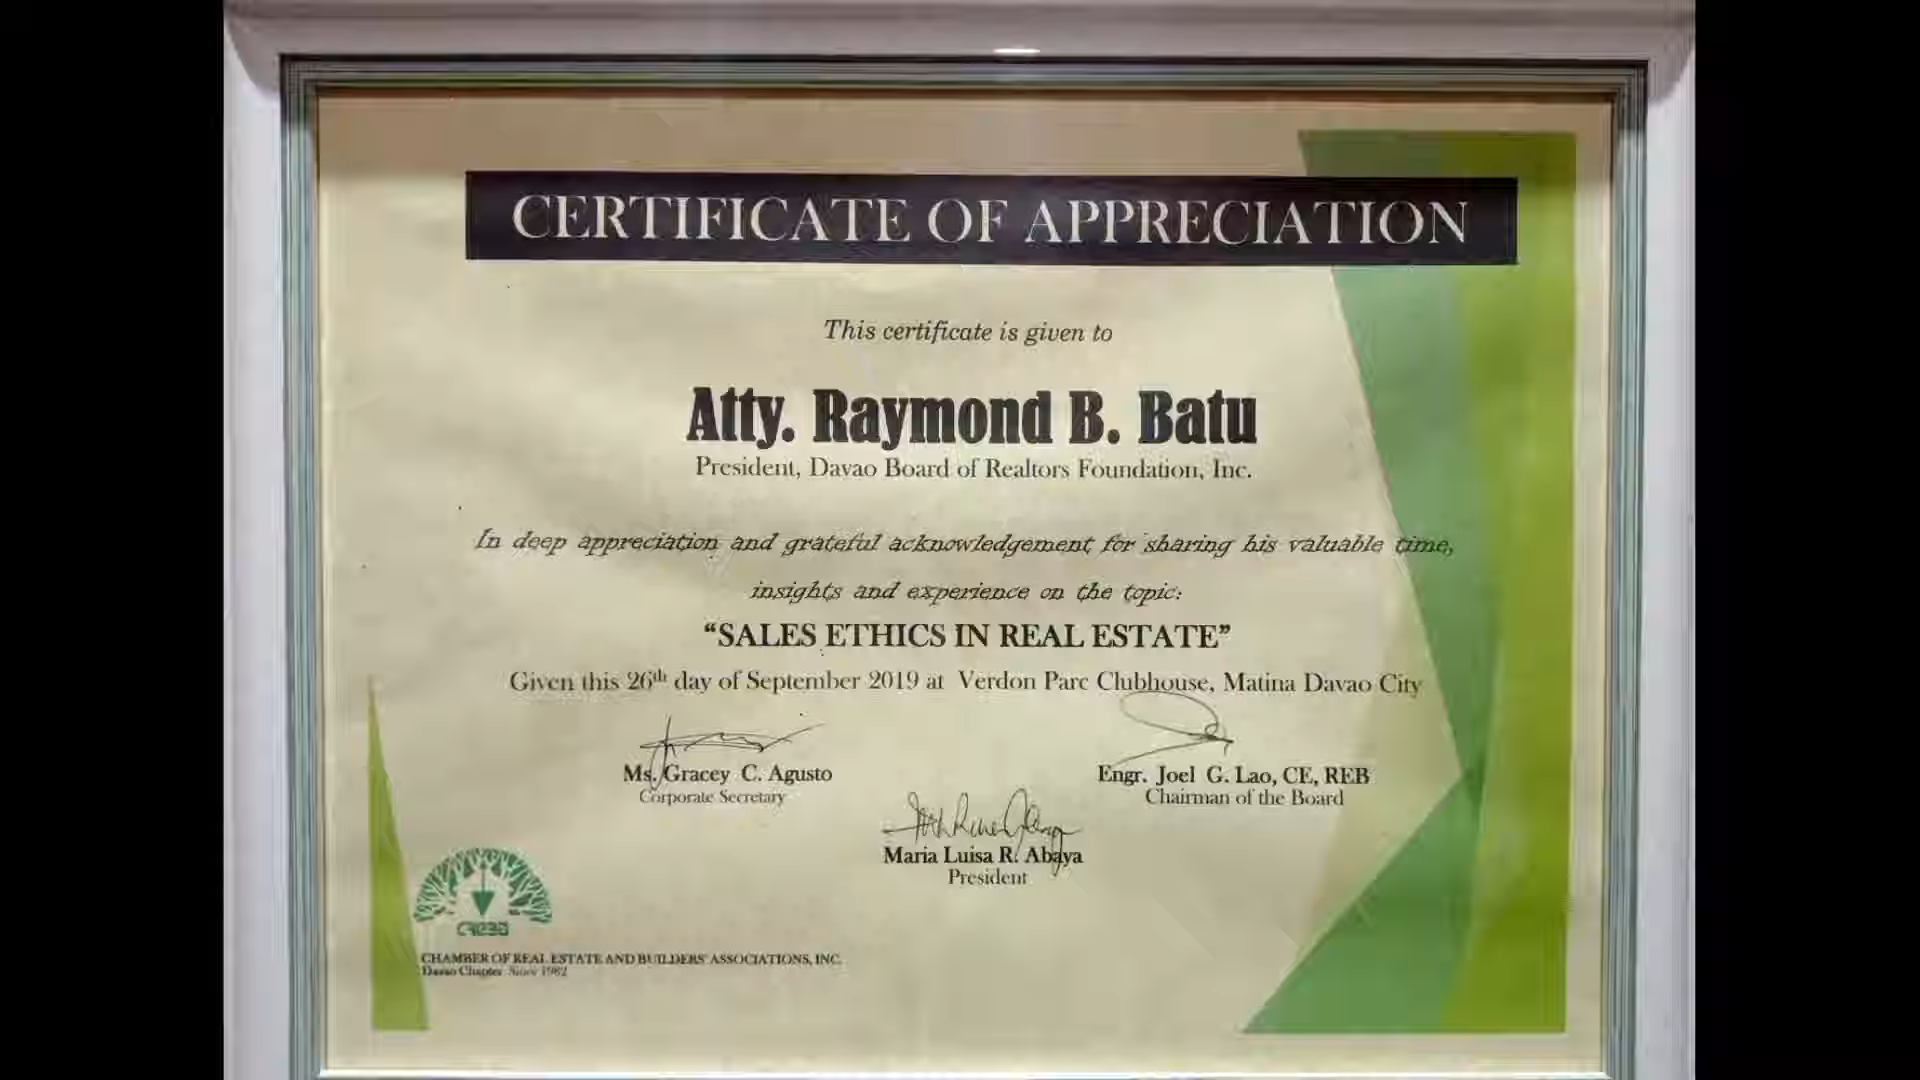 CERTIFICATE OF APPRECIATION
This certificate is given to
Atty. Raymond B. Batu
President, Davao Board of Realtors Foundation, Inc.
In deep appreciation and grateful acknowledgement for sharing his valuable time,
insights and experience on the topic:
“SALES ETHICS IN REAL ESTATE”
Given this 26th day of September 2019 at Verdon Parc Clubhouse, Matina Davao City
Ms. Gracey C. Agusto
Corporate Secretary
Engr. Joel G. Lao, CE, REB
Chairman of the Board
Maria Luisa R. Abaya
President
CREBA
CHAMBER OF REAL ESTATE AND BUILDERS' ASSOCIATIONS, INC.
Davao Chapter Since 1982